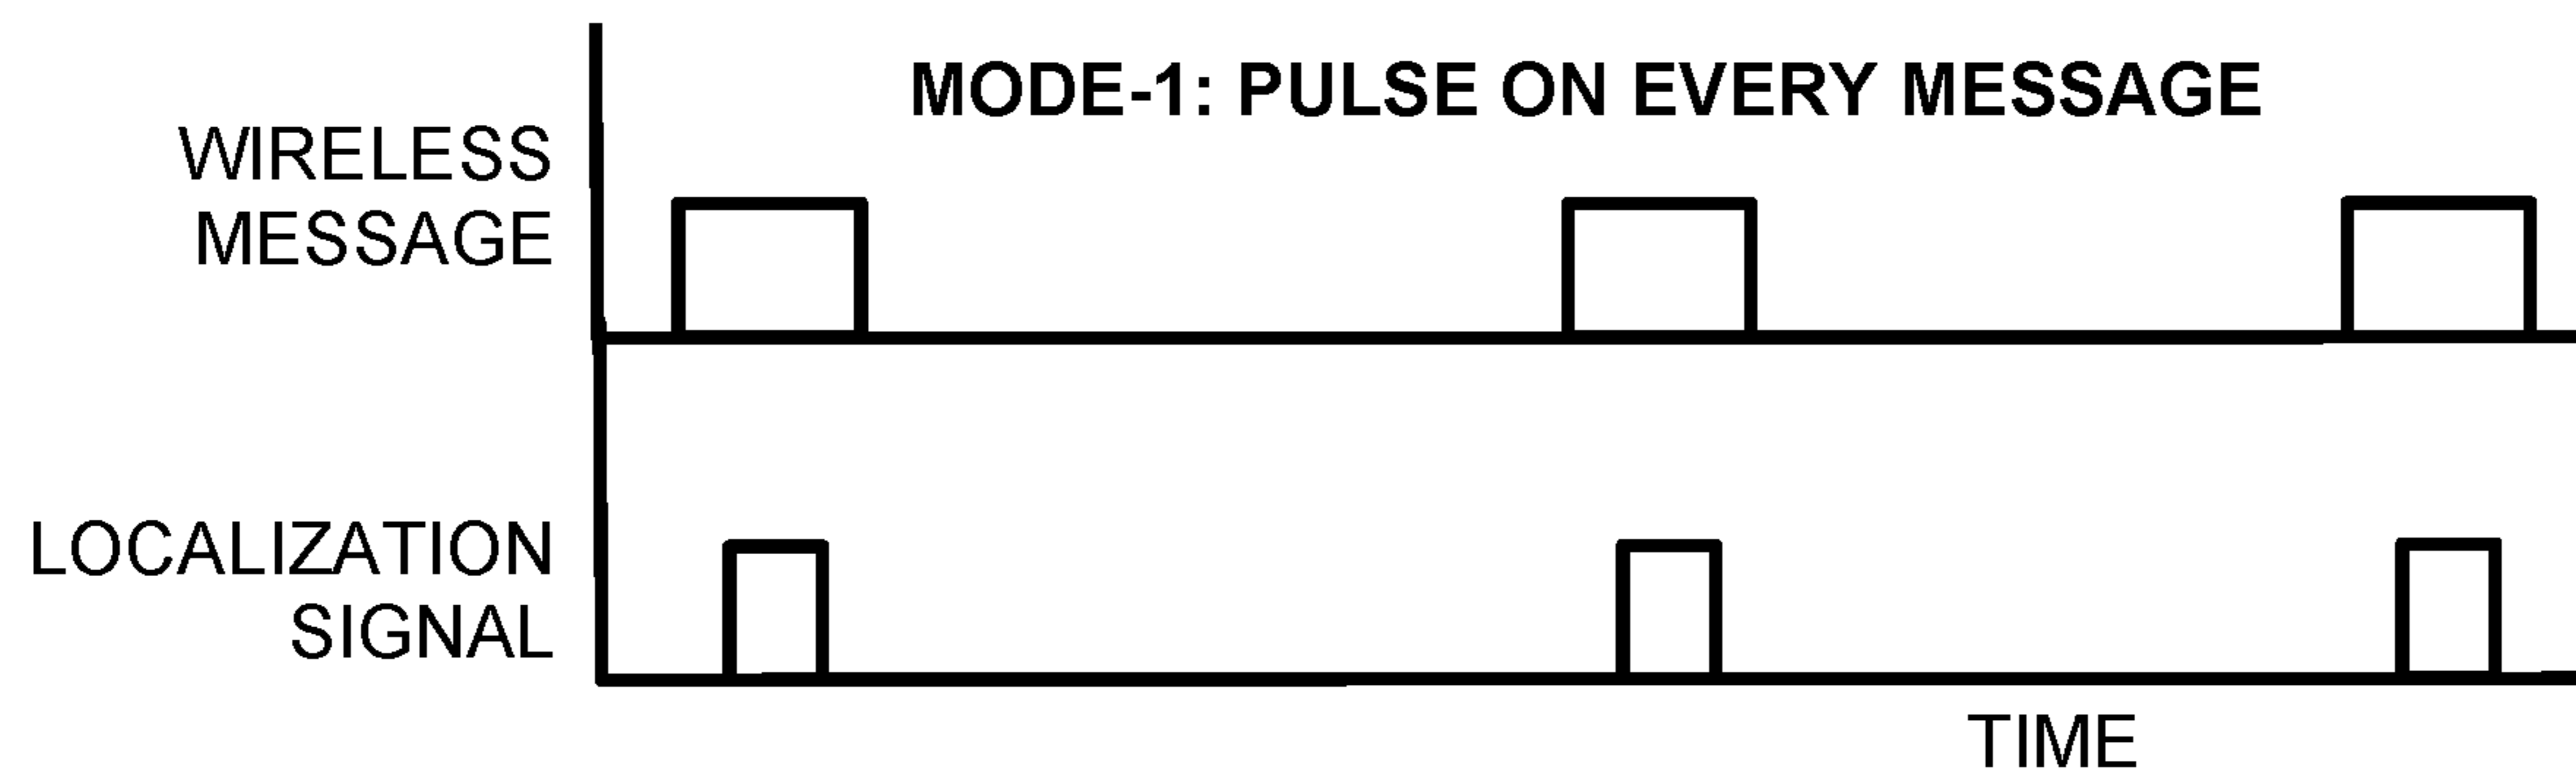 MODE-1: PULSE ON EVERY MESSAGE
WIRELESS
MESSAGE
LOCALIZATION
SIGNAL
TIME